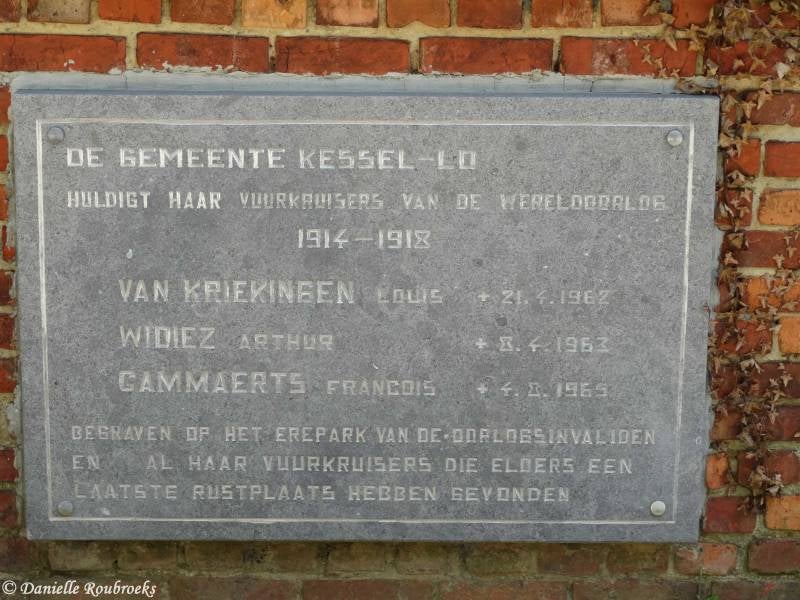 DE GEMEENTE KESSEL-LO
HULDIGT HAAR VUURKRUISERS VAN DE WERELDOORLOG
1914-1918
VAN KRIEKINGEN LOUIS + 21.4.1962
WIDIEZ ARTHUR + 8.4.1963
CAMMAERTS FRANCOIS + 4.8.1965
BEGRAVEN OP HET EREPARK VAN DE OORLOGSINVALIDEN
EN AL HAAR VUURKRUISERS DIE ELDERS EEN
LAATSTE RUSTPLAATS HEBBEN GEVONDEN
© Danielle Roubroeks